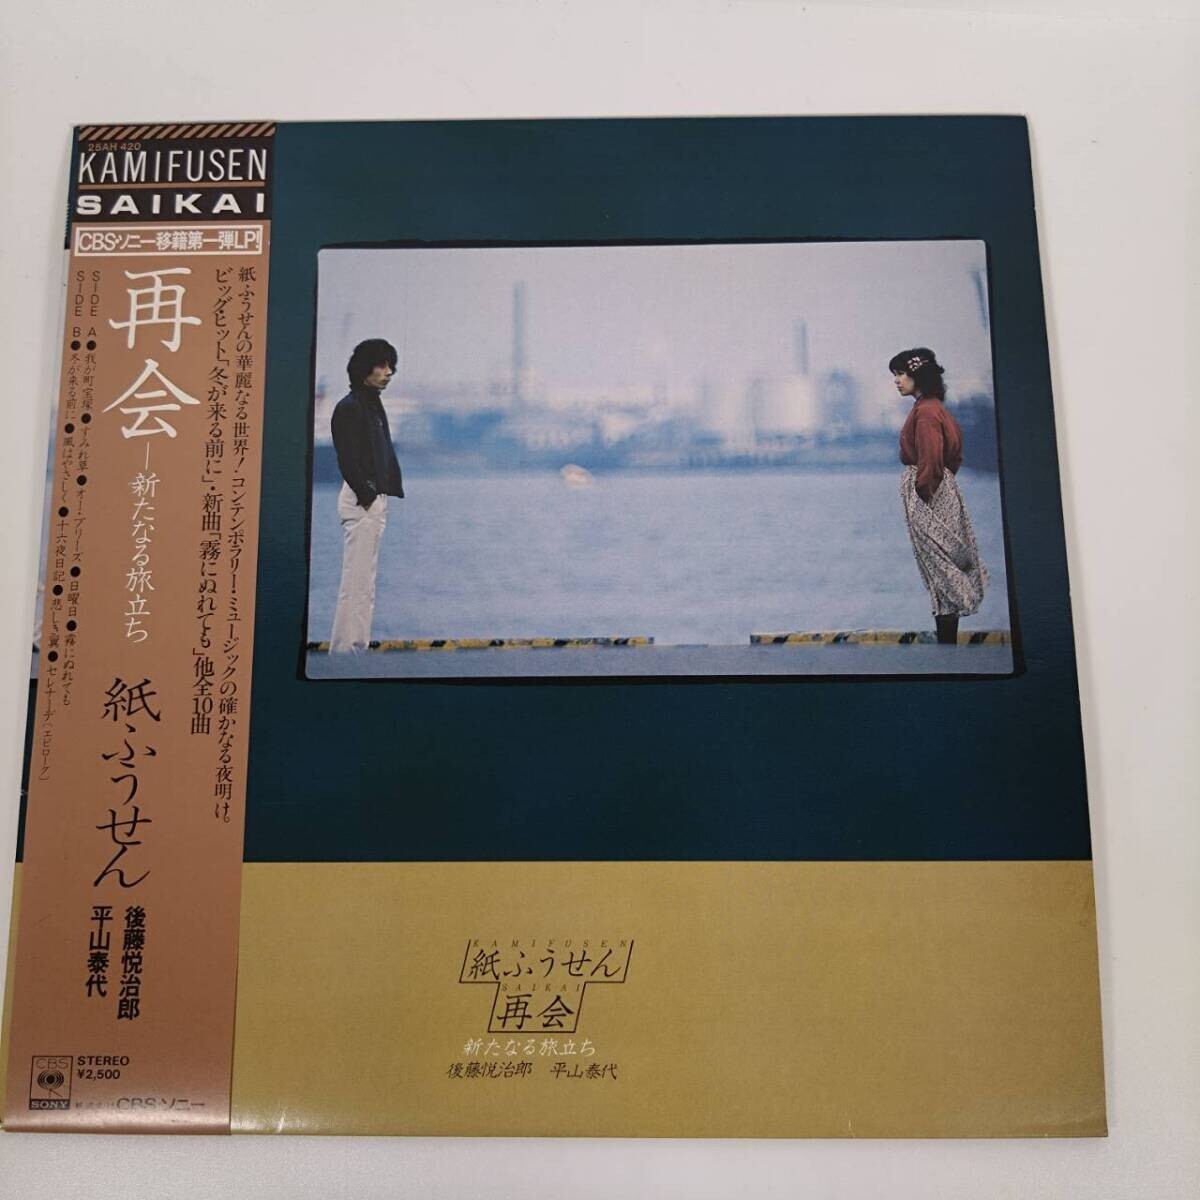 25AH 420
KAMIFUSEN
SAIKAI
CBS・ソニー移籍第一弾LP!
紙ふうせんの華麗なる世界!コンテンポラリー・ミュージックの確かなる夜明け。
ビッグ・ヒット「冬が来る前に」・新曲「霧にぬれても」他全10曲
再会―新たなる旅立ち 紙ふうせん
SIDE A●我が町宝塚●すみれ草●オー・ブリーズ●日曜日●霧にぬれても
SIDE B●冬が来る前に●風はやさしく●十六夜日記●悲しき翼●セレナーデ(エピローグ)
後藤悦治郎
平山泰代
CBS
SONY
STEREO
¥2,500
株式会社 CBS・ソニー
KAMIFUSEN
紙ふうせん
SAIKAI
再会
新たなる旅立ち
後藤悦治郎 平山泰代